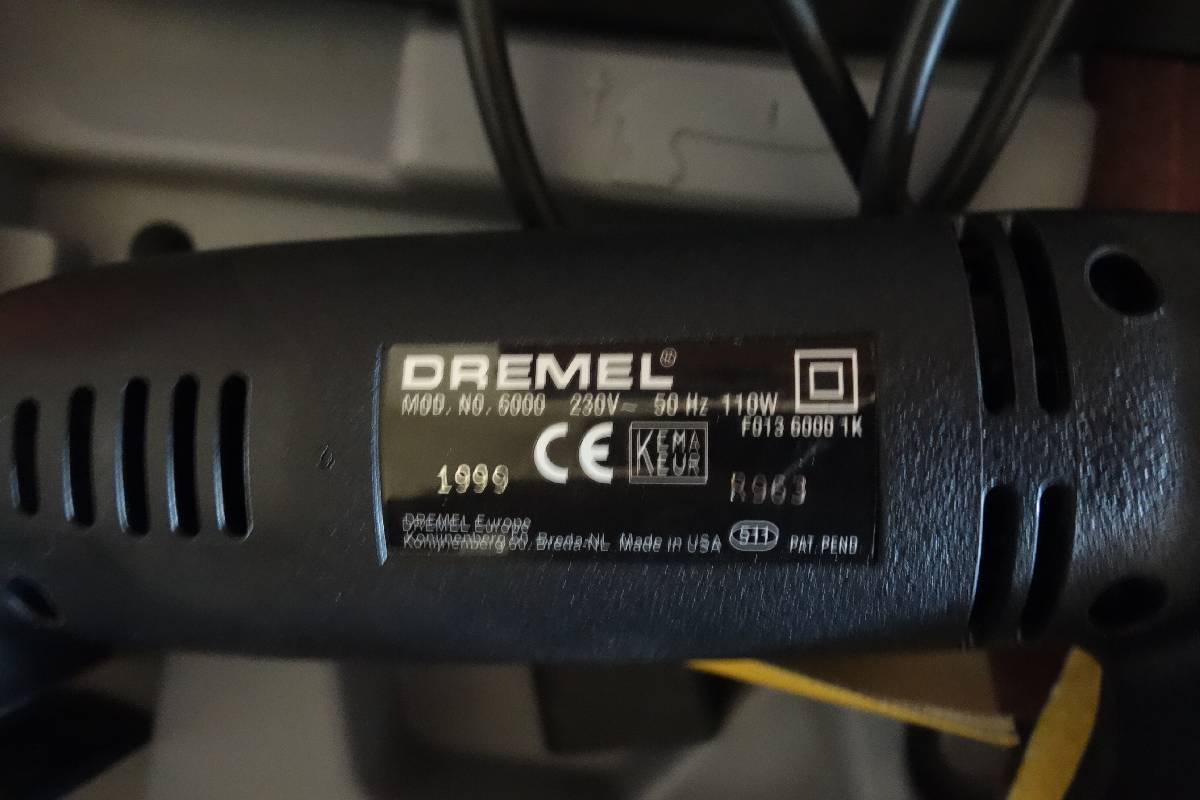 DREMEL®
MOD. NO. 6000 230V~ 50 Hz 110W
F013 6000 1K
CE KEMA KEUR
1999 R963
DREMEL Europe
Konijnenberg 60, Breda-NL Made in USA 511 PAT. PEND